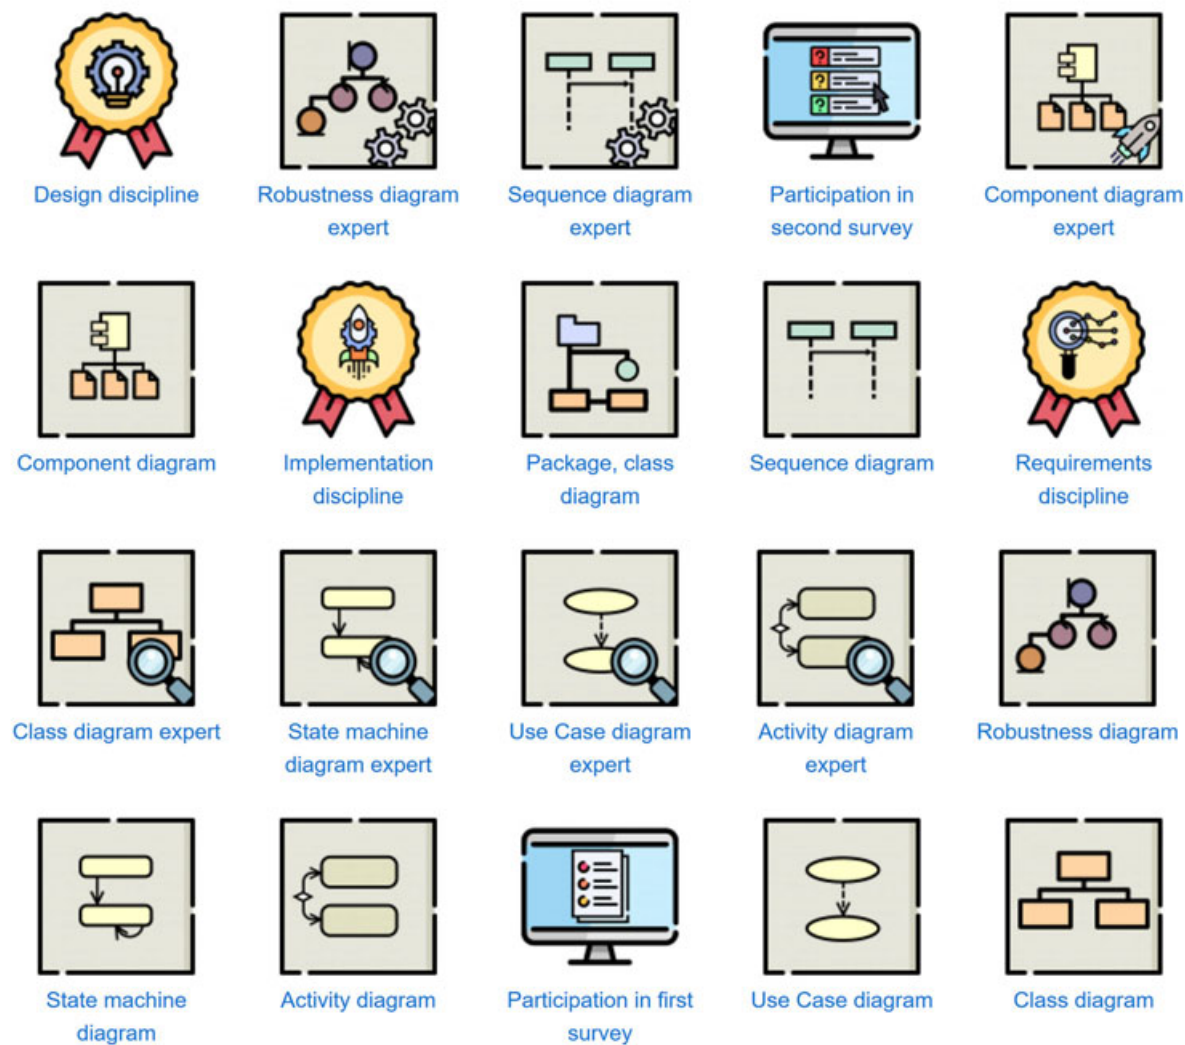 Design discipline
Robustness diagram
expert
Sequence diagram
expert
Participation in
second survey
Component diagram
expert
Component diagram
Implementation
discipline
Package, class
diagram
Sequence diagram
Requirements
discipline
Class diagram expert
State machine
diagram expert
Use Case diagram
expert
Activity diagram
expert
Robustness diagram
State machine
diagram
Activity diagram
Participation in first
survey
Use Case diagram
Class diagram